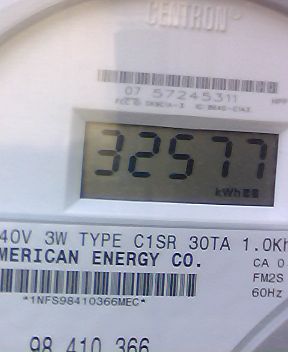 CENTRON®
07 57245311
32577
kWh
40V 3W TYPE C1SR 30TA 1.0Kh
MERICAN ENERGY CO. CA 0
FM2S
60Hz
*1NFS98410366MEC*
98 410 366